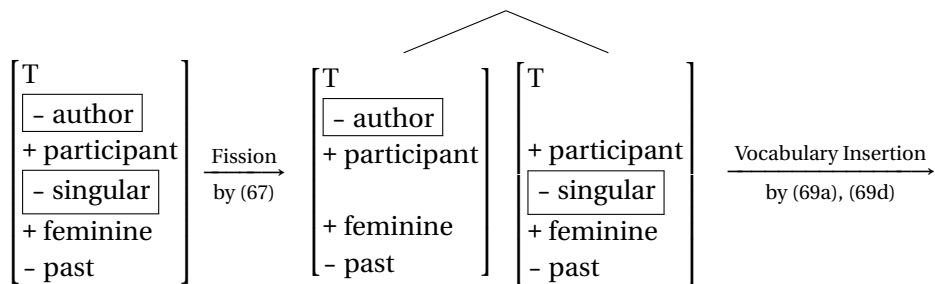 T
– author
+ participant
– singular
+ feminine
– past
Fission
by (67)
T
– author
+ participant
+ feminine
– past
T
+ participant
– singular
+ feminine
– past
Vocabulary Insertion
by (69a), (69d)